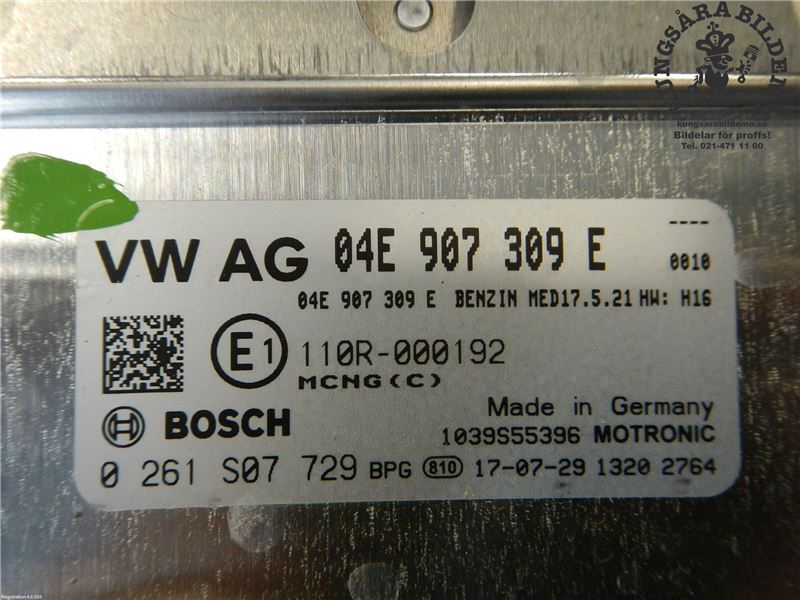 KUNGSÅRA BILDEMO
kungsarabildemo.se
Bildelar för proffs!
Tel. 021-471 11 00
----
VW AG 04E 907 309 E 0010
04E 907 309 E BENZIN MED17.5.21 HW: H16
E1 110R-000192
MCNG(C)
Made in Germany
BOSCH 1039S55396 MOTRONIC
0 261 S07 729 BPG 810 17-07-29 1320 2764